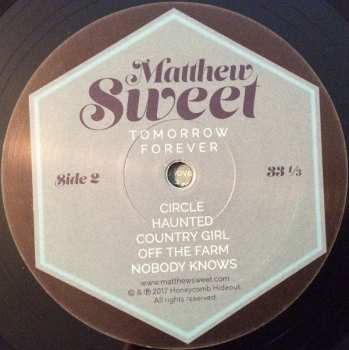 Matthew
Sweet
TOMORROW
FOREVER
Side 2
33 ⅓
CIRCLE
HAUNTED
COUNTRY GIRL
OFF THE FARM
NOBODY KNOWS
www.matthewsweet.com
© & ℗ 2017 Honeycomb Hideout.
All rights reserved.